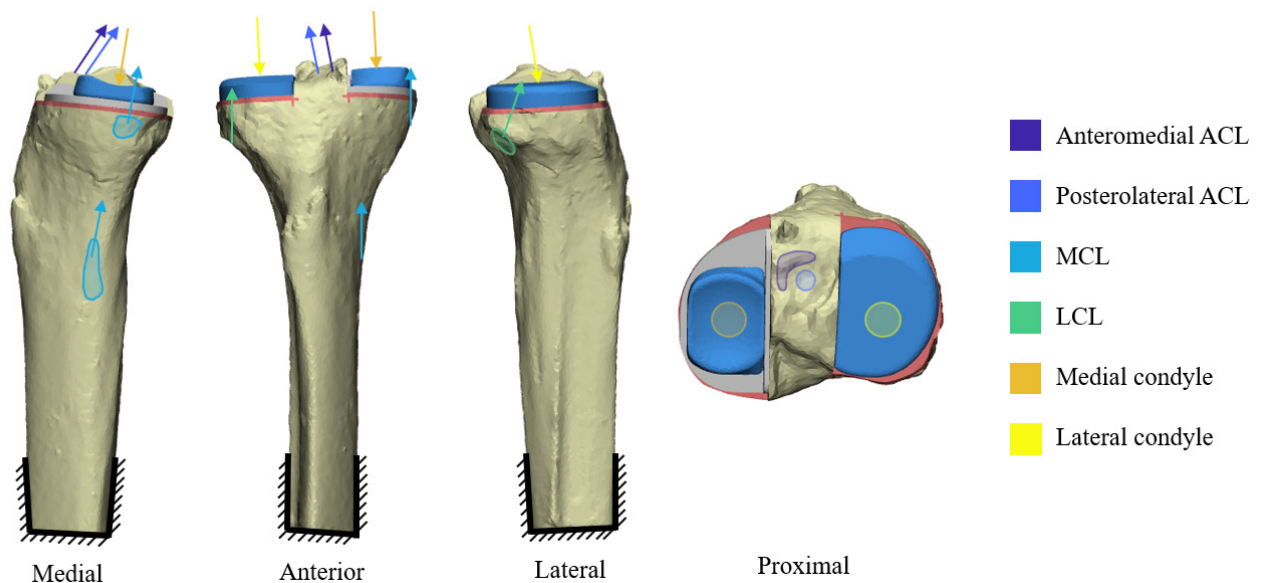 Anteromedial ACL
Posterolateral ACL
MCL
LCL
Medial condyle
Lateral condyle
Medial
Anterior
Lateral
Proximal